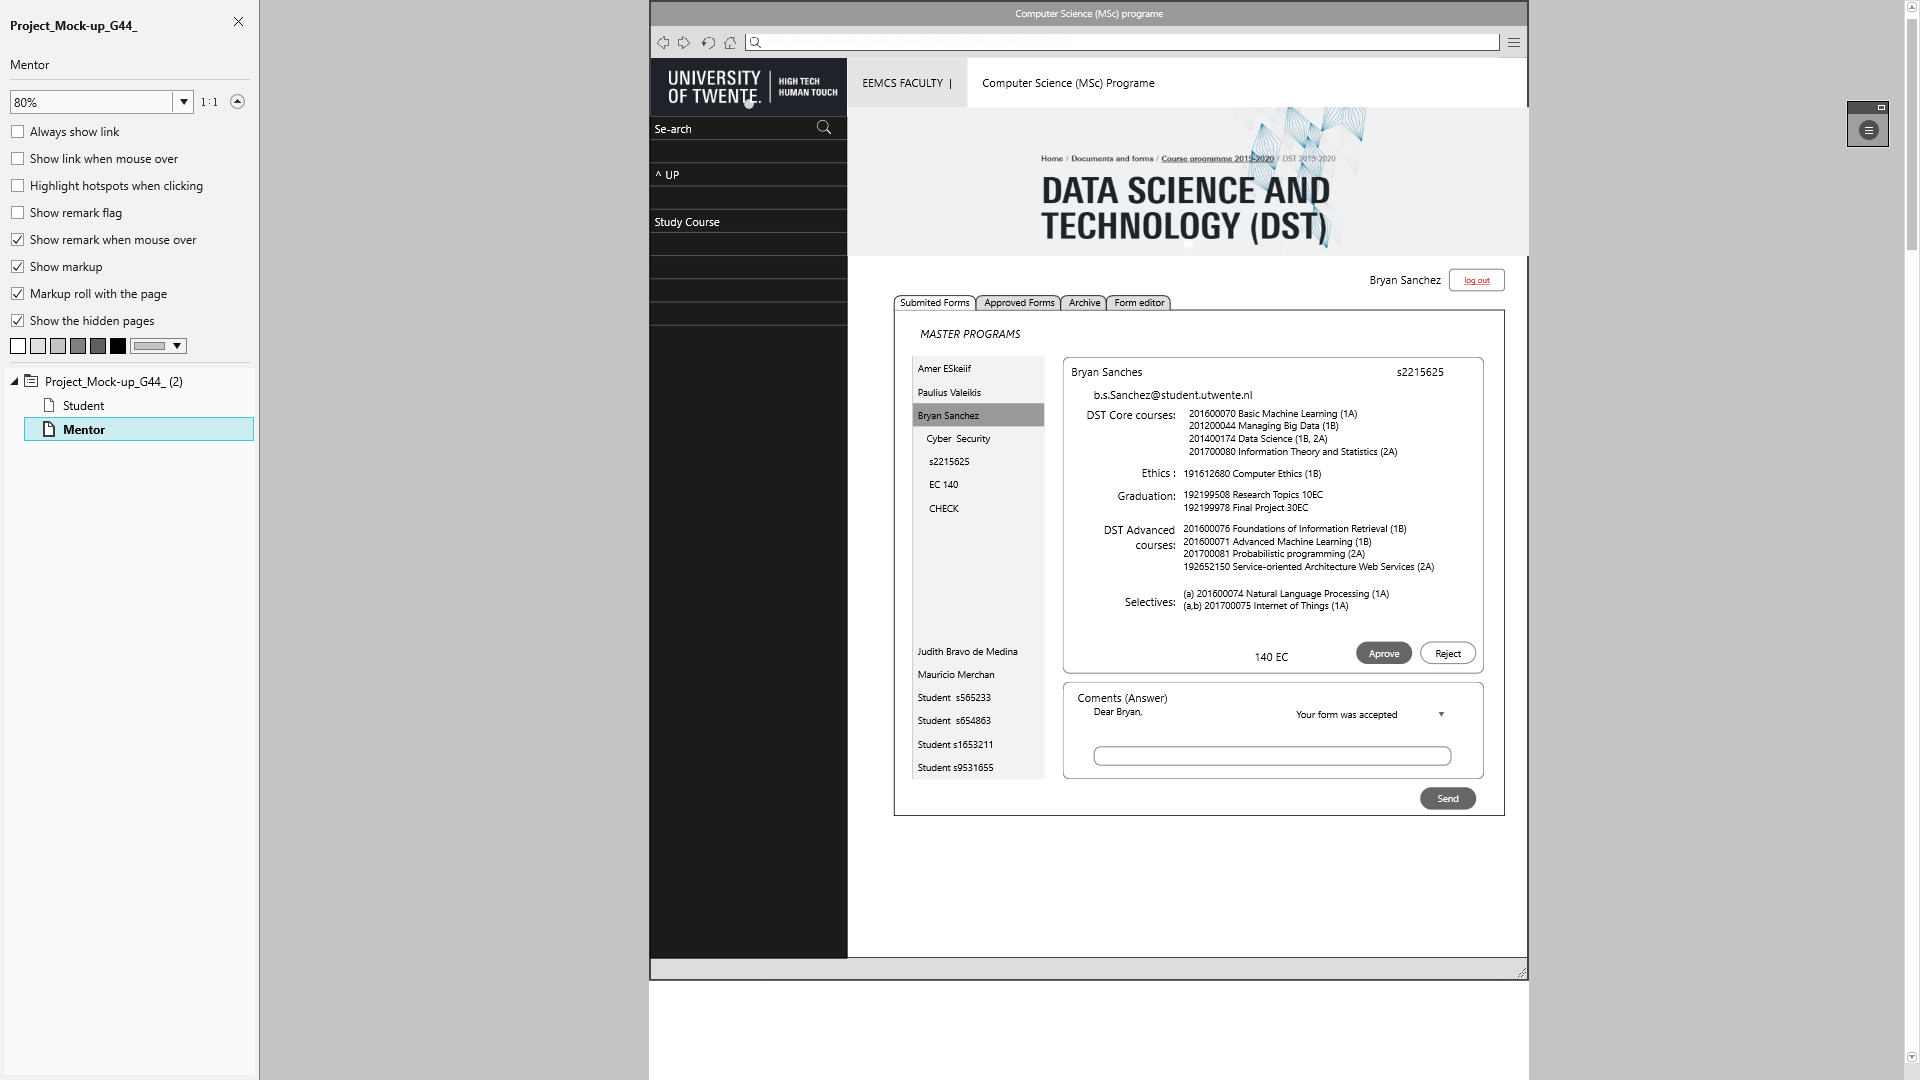 Project_Mock-up_G44_
Mentor
80%
1:1
Always show link
Show link when mouse over
Highlight hotspots when clicking
Show remark flag
Show remark when mouse over
Show markup
Markup roll with the page
Show the hidden pages
Project_Mock-up_G44_ (2)
Student
Mentor
Computer Science (MSc) programe
UNIVERSITY OF TWENTE.
HIGH TECH HUMAN TOUCH
EEMCS FACULTY |
Computer Science (MSc) Programe
Se-arch
^ UP
Study Course
Home / Documents and forms / Course programme 2019-2020 / DST 2019-2020
DATA SCIENCE AND
TECHNOLOGY (DST)
Bryan Sanchez
log out
Submited Forms
Approved Forms
Archive
Form editor
MASTER PROGRAMS
Amer ESkeiif
Paulius Valeikis
Bryan Sanchez
Cyber Security
s2215625
EC 140
CHECK
Judith Bravo de Medina
Mauricio Merchan
Student s565233
Student s654863
Student s1653211
Student s9531655
Bryan Sanches
s2215625
b.s.Sanchez@student.utwente.nl
DST Core courses:
201600070 Basic Machine Learning (1A)
201200044 Managing Big Data (1B)
201400174 Data Science (1B, 2A)
201700080 Information Theory and Statistics (2A)
Ethics :
191612680 Computer Ethics (1B)
Graduation:
192199508 Research Topics 10EC
192199978 Final Project 30EC
DST Advanced
courses:
201600076 Foundations of Information Retrieval (1B)
201600071 Advanced Machine Learning (1B)
201700081 Probabilistic programming (2A)
192652150 Service-oriented Architecture Web Services (2A)
Selectives:
(a) 201600074 Natural Language Processing (1A)
(a,b) 201700075 Internet of Things (1A)
140 EC
Aprove
Reject
Coments (Answer)
Dear Bryan,
Your form was accepted
Send